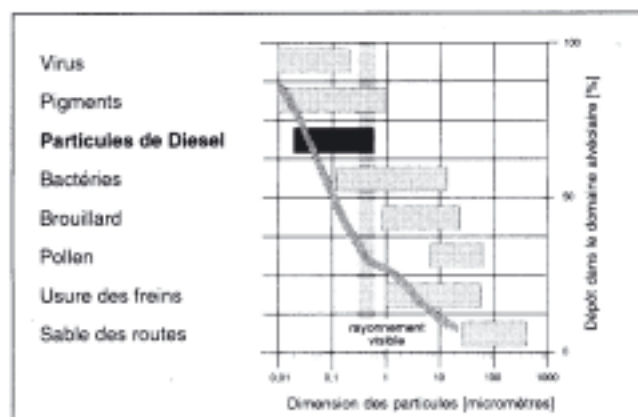 Virus
Pigments
Particules de Diesel
Bactéries
Brouillard
Pollen
Usure des freins
Sable des routes
rayonnement
visible
0,01 0,1 1 10 100 1000
Dimension des particules [micromètres]
100
50
0
Dépôt dans le domaine alvéolaire [%]